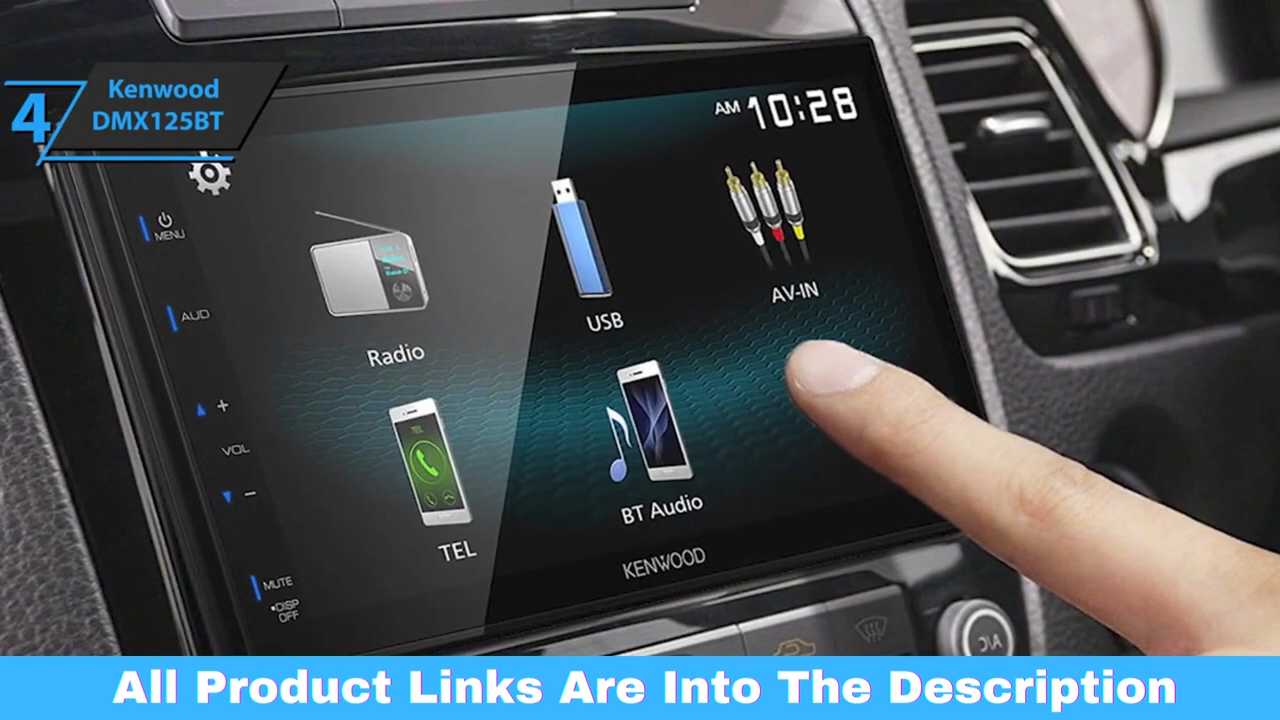 4
Kenwood
DMX125BT
AM 10:28
MENU
AUD
+
VOL
−
MUTE
•DISP
OFF
Radio
USB
AV-IN
TEL
BT Audio
KENWOOD
A/C
All Product Links Are Into The Description